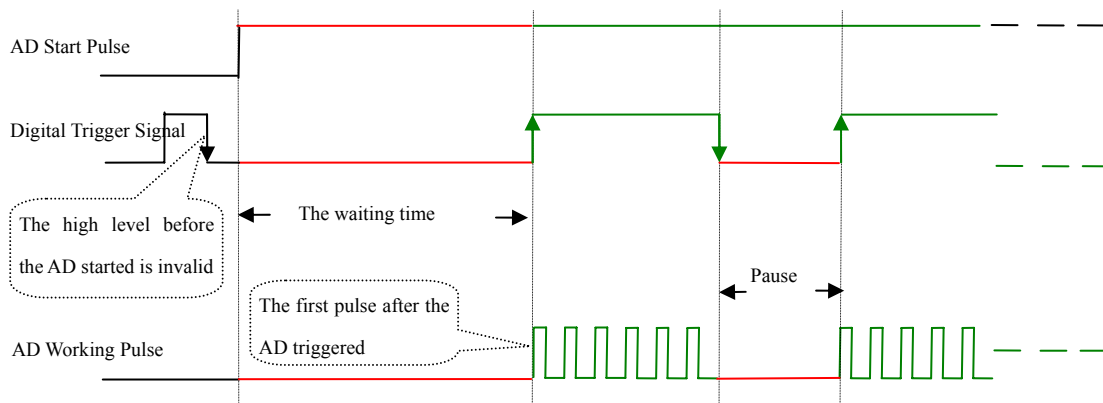 AD Start Pulse
Digital Trigger Signal
The high level before
the AD started is invalid
The waiting time
Pause
The first pulse after the
AD triggered
AD Working Pulse